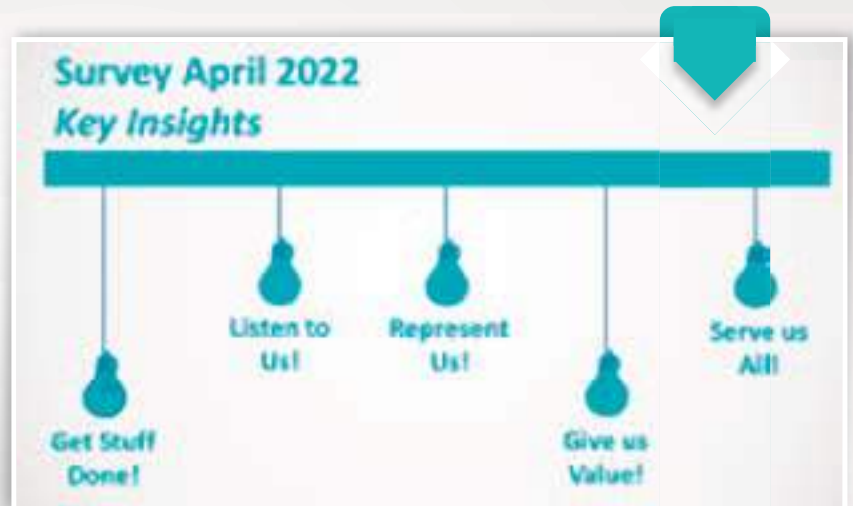 Survey April 2022
Key Insights
Listen to
Us!
Represent
Us!
Serve us
All!
Get Stuff
Done!
Give us
Value!